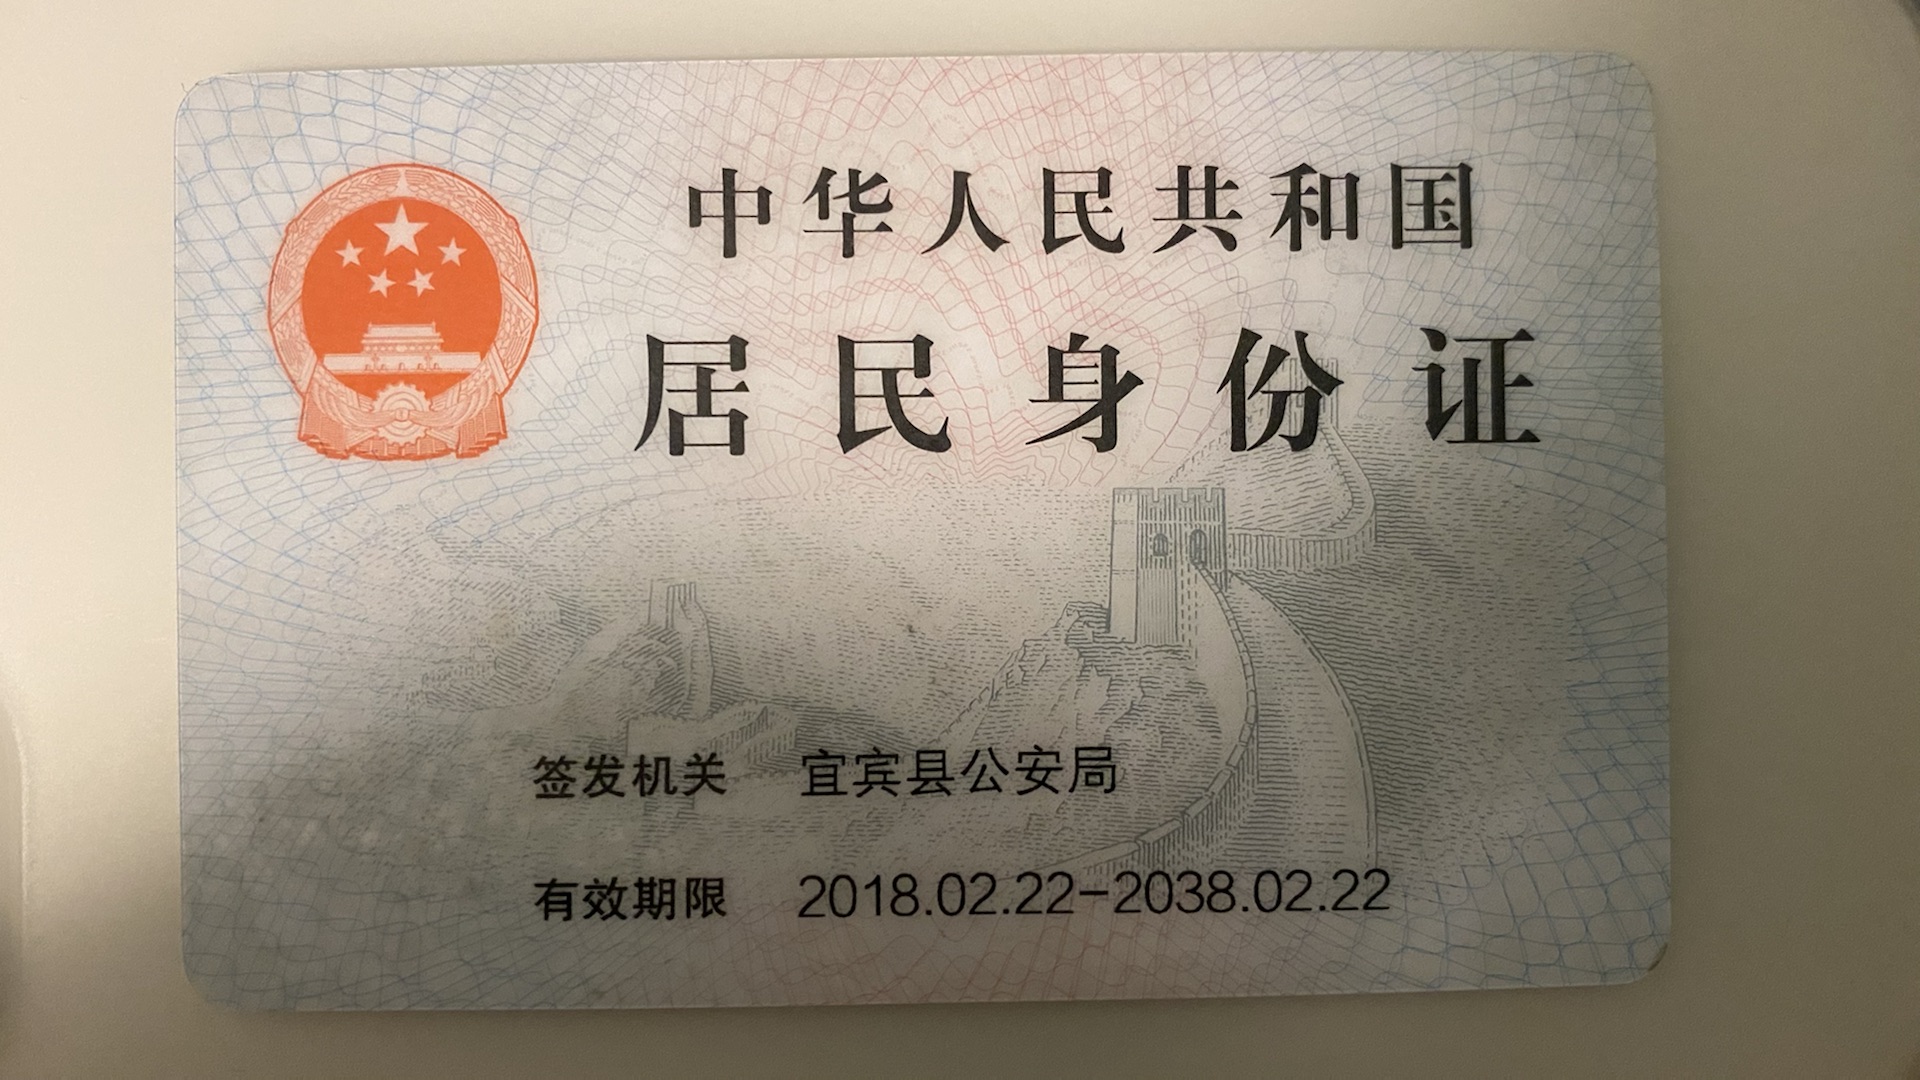 中华人民共和国
居民身份证
签发机关 宜宾县公安局
有效期限 2018.02.22-2038.02.22